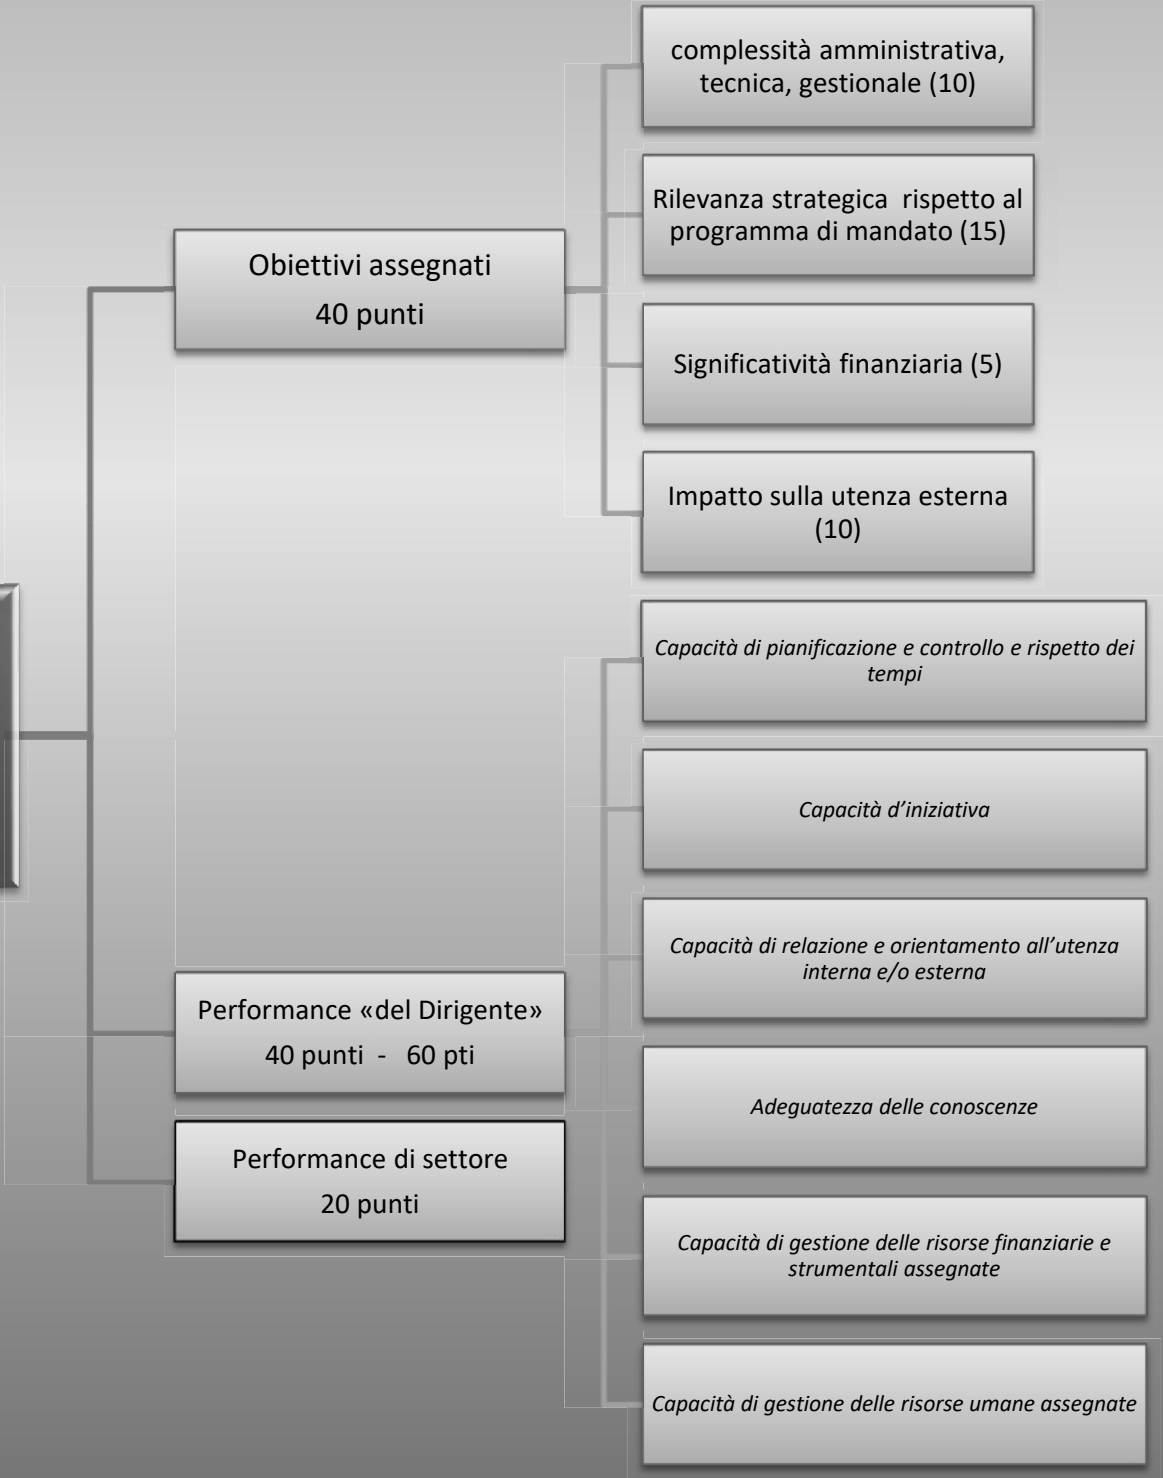 complessità amministrativa,
tecnica, gestionale (10)
Rilevanza strategica  rispetto al
programma di mandato (15)
Obiettivi assegnati
40 punti
Significatività finanziaria (5)
Impatto sulla utenza esterna
(10)
Capacità di pianificazione e controllo e rispetto dei
tempi
Capacità d’iniziativa
Capacità di relazione e orientamento all’utenza
interna e/o esterna
Performance «del Dirigente»
40 punti  -   60 pti
Adeguatezza delle conoscenze
Performance di settore
20 punti
Capacità di gestione delle risorse finanziarie e
strumentali assegnate
Capacità di gestione delle risorse umane assegnate